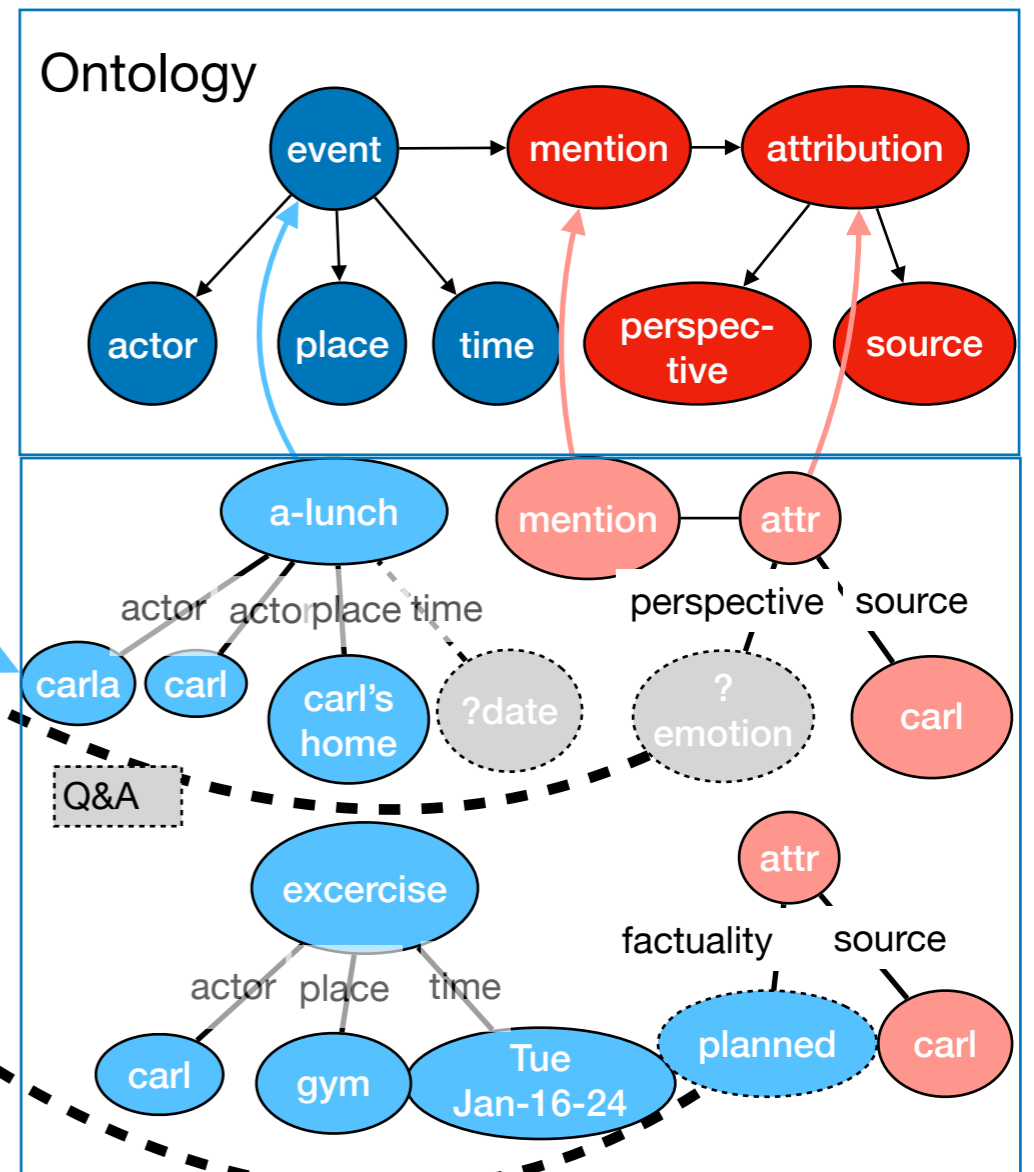 Ontology
event mention attribution
actor place time perspec-
tive source
a-lunch mention attr
actor actor place time perspective source
carla carl carl's
home ?date ?
emotion carl
Q&A
attr
excercise
factuality source
actor place time
carl gym Tue
Jan-16-24 planned carl